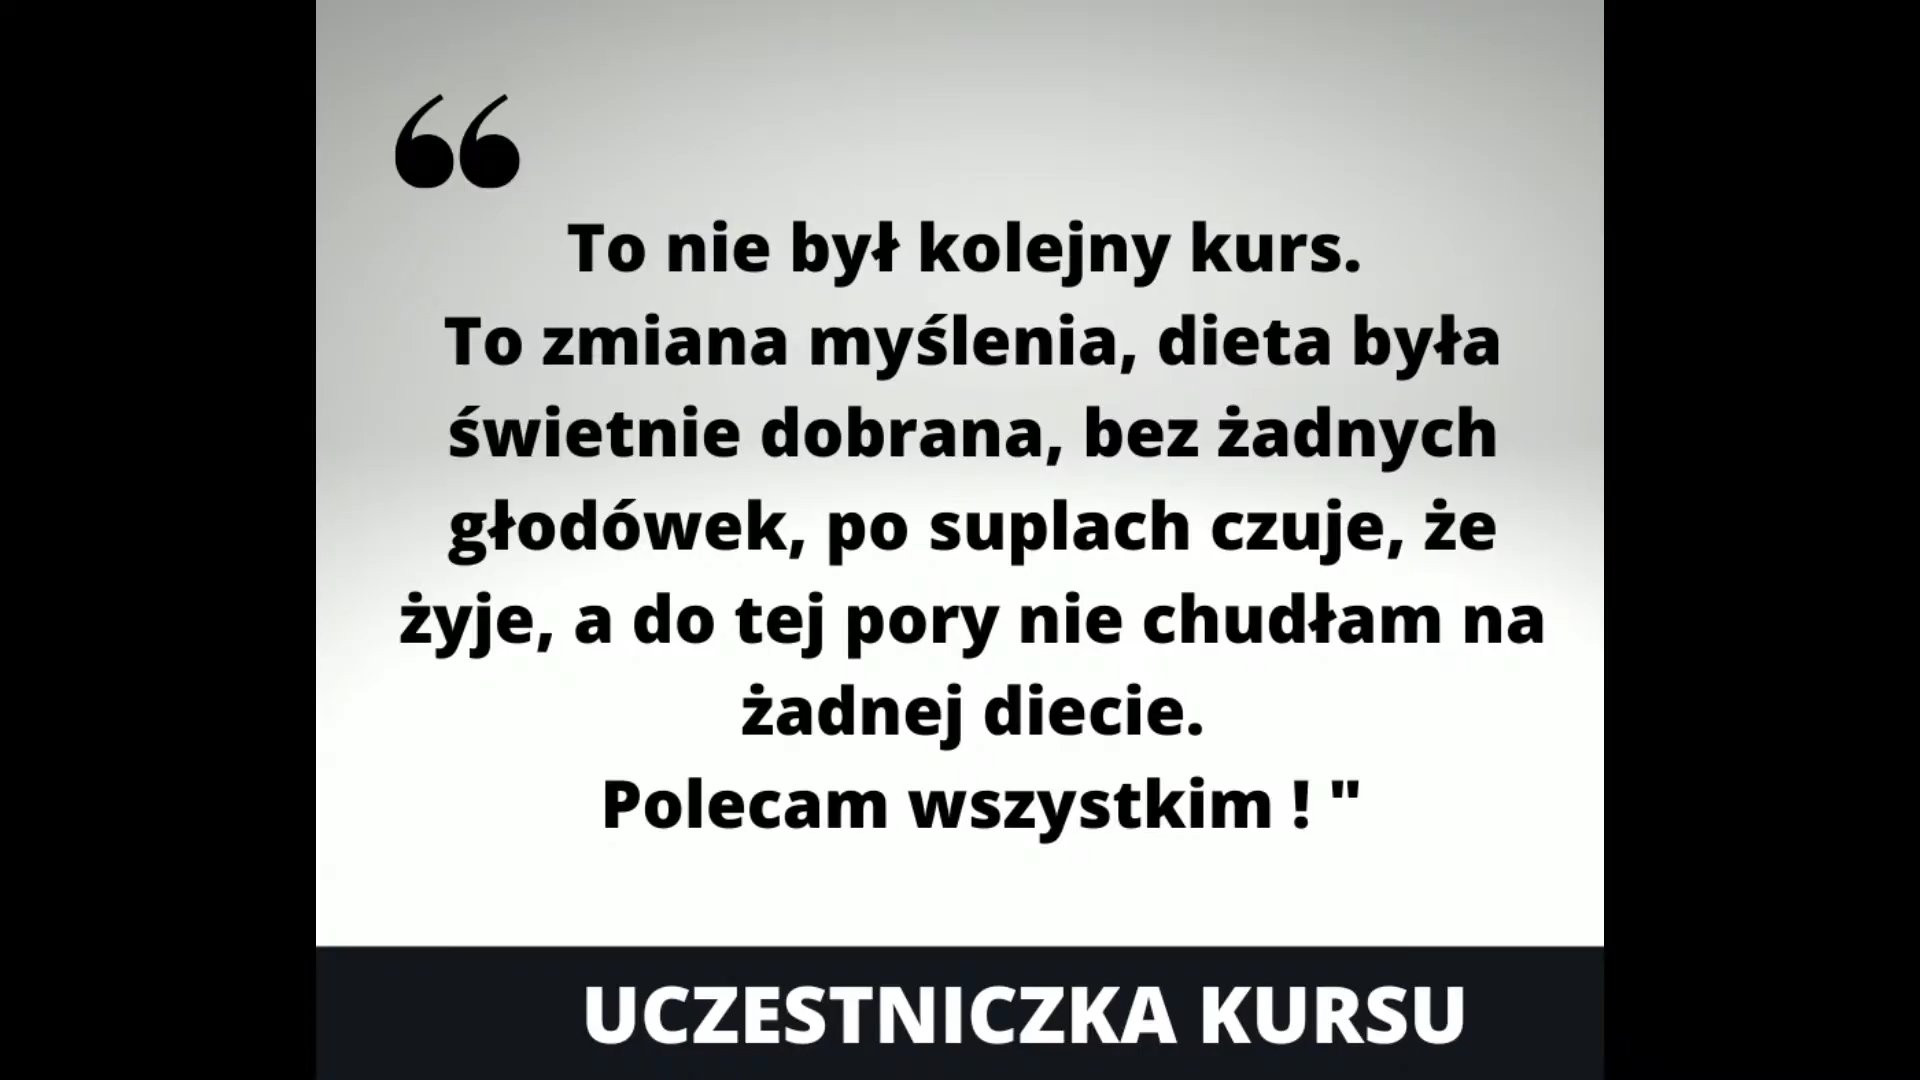 “
To nie był kolejny kurs.
To zmiana myślenia, dieta była
świetnie dobrana, bez żadnych
głodówek, po suplach czuje, że
żyje, a do tej pory nie chudłam na
żadnej diecie.
Polecam wszystkim ! "
UCZESTNICZKA KURSU